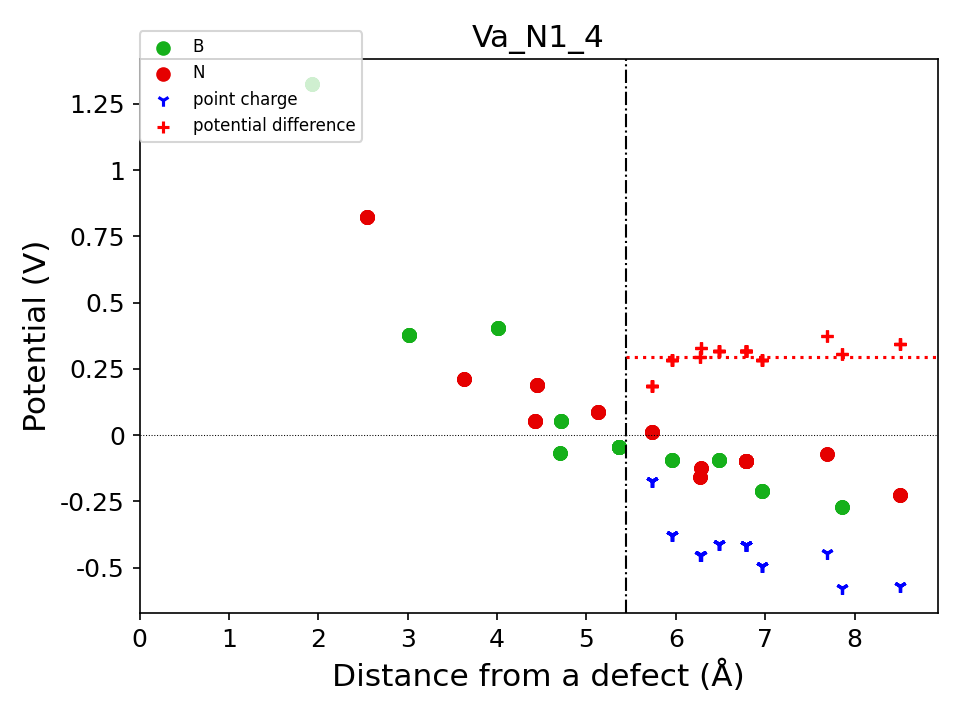 Va_N1_4
B
N
point charge
potential difference
1.25
1
0.75
0.5
0.25
0
-0.25
-0.5
Potential (V)
0 1 2 3 4 5 6 7 8
Distance from a defect (Å)